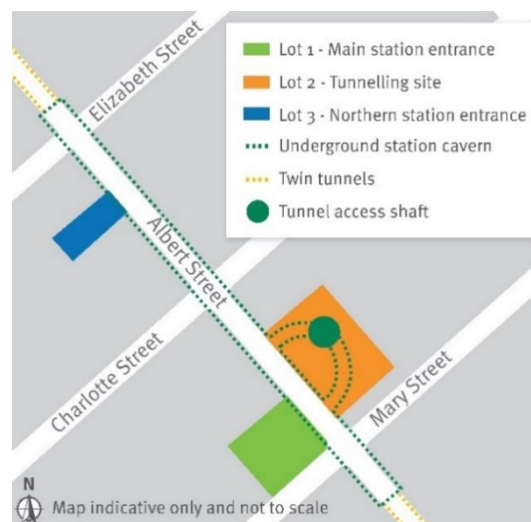 Elizabeth Street
Lot 1 - Main station entrance
Lot 2 - Tunnelling site
Lot 3 - Northern station entrance
Underground station cavern
Twin tunnels
Tunnel access shaft
Albert Street
Charlotte Street
Mary Street
N
Map indicative only and not to scale